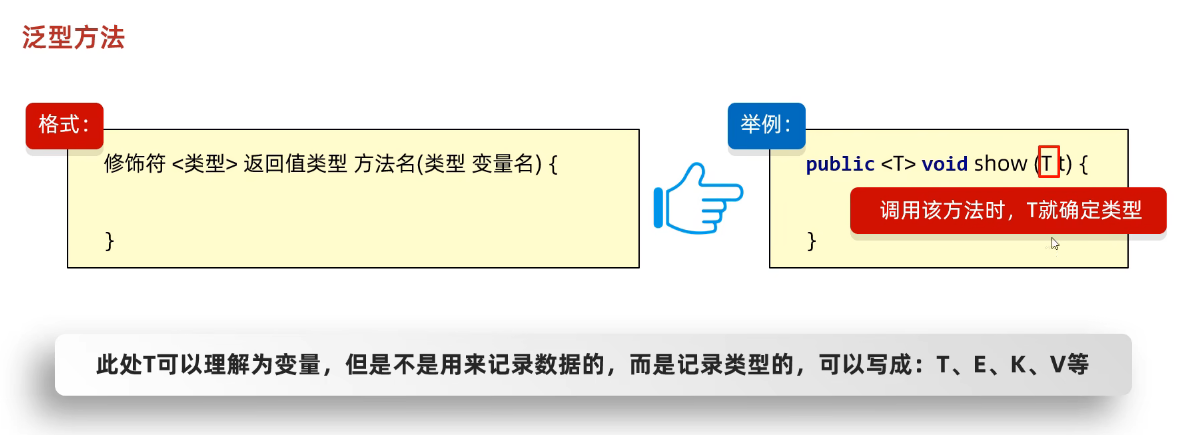 泛型方法
格式：
修饰符 <类型> 返回值类型 方法名(类型 变量名) {
}
举例：
public <T> void show (T t) {
调用该方法时，T就确定类型
}
此处T可以理解为变量，但是不是用来记录数据的，而是记录类型的，可以写成：T、E、K、V等